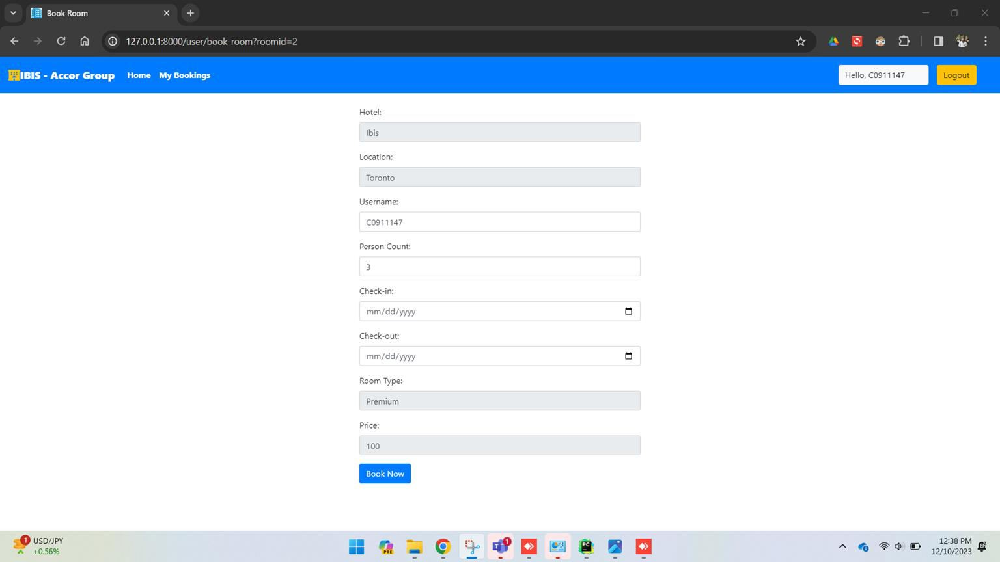 Book Room
127.0.0.1:8000/user/book-room?roomid=2
IBIS - Accor Group
Home
My Bookings
Hello, C0911147
Logout
Hotel:
Ibis
Location:
Toronto
Username:
C0911147
Person Count:
3
Check-in:
mm/dd/yyyy
Check-out:
mm/dd/yyyy
Room Type:
Premium
Price:
100
Book Now
1
USD/JPY
+0.56%
PRE
1
PC
12:38 PM
12/10/2023